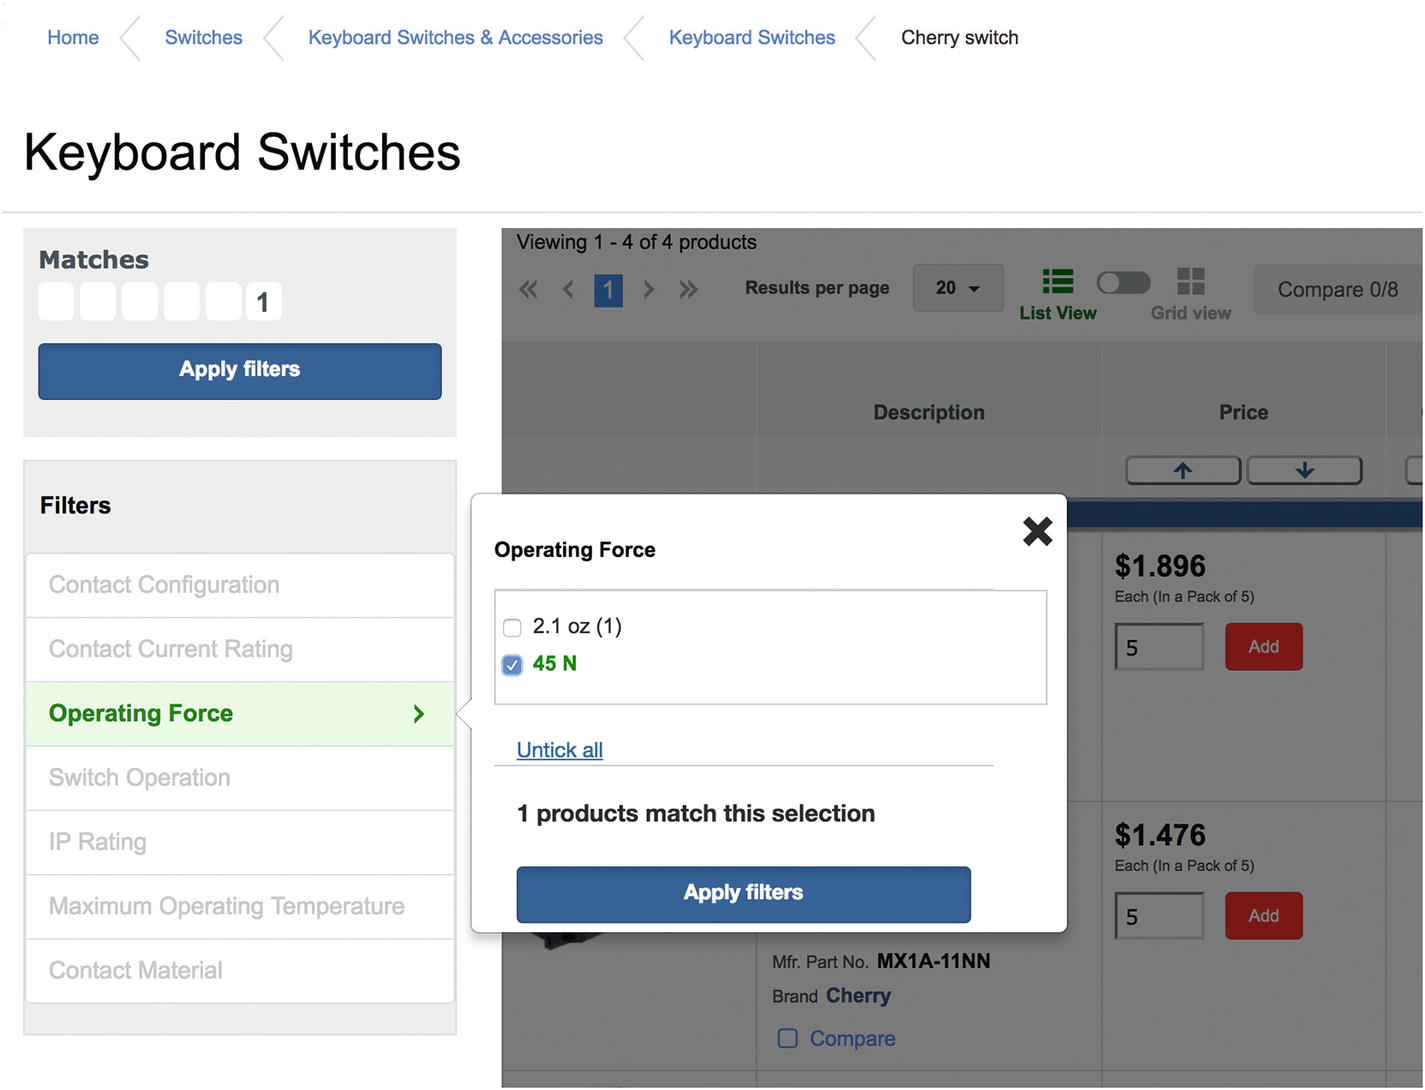 Home
Switches
Keyboard Switches & Accessories
Keyboard Switches
Cherry switch
Keyboard Switches
Matches
1
Apply filters
Filters
Contact Configuration
Contact Current Rating
Operating Force
Switch Operation
IP Rating
Maximum Operating Temperature
Contact Material
Viewing 1 - 4 of 4 products
1
Results per page
20
List View
Grid view
Compare 0/8
Description
Price
Operating Force
2.1 oz (1)
45 N
Untick all
1 products match this selection
Apply filters
$1.896
Each (In a Pack of 5)
5
Add
$1.476
Each (In a Pack of 5)
5
Add
Mfr. Part No. MX1A-11NN
Brand Cherry
Compare